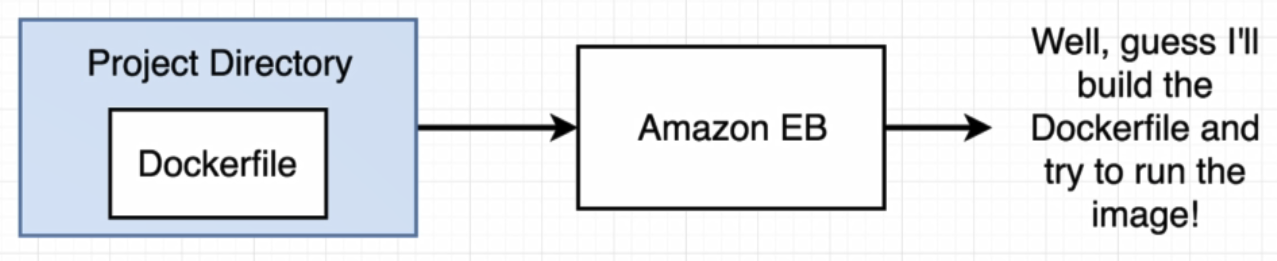 Project Directory
Dockerfile
Amazon EB
Well, guess I'll
build the
Dockerfile and
try to run the
image!